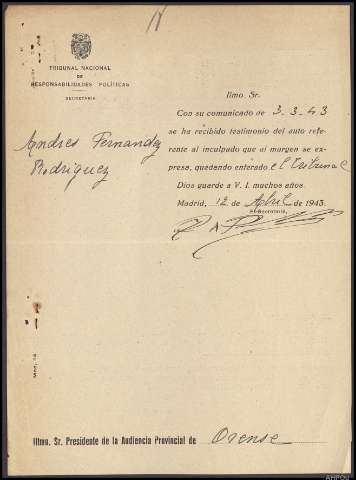 TRIBUNAL NACIONAL
DE
RESPONSABILIDADES POLÍTICAS
SECRETARIA
Andres Fernandez
Rodriguez
Ilmo. Sr.
Con su comunicado de 3-3-43
se ha recibido testimonio del auto refe-
rente al inculpado que al margen se ex-
presa, quedando enterado el Tribunal
Dios guarde a V. I. muchos años.
Madrid, 12 de Abril de 1943.
El Secretario,
Illmo. Sr. Presidente de la Audiencia Provincial de Orense
AHPOU